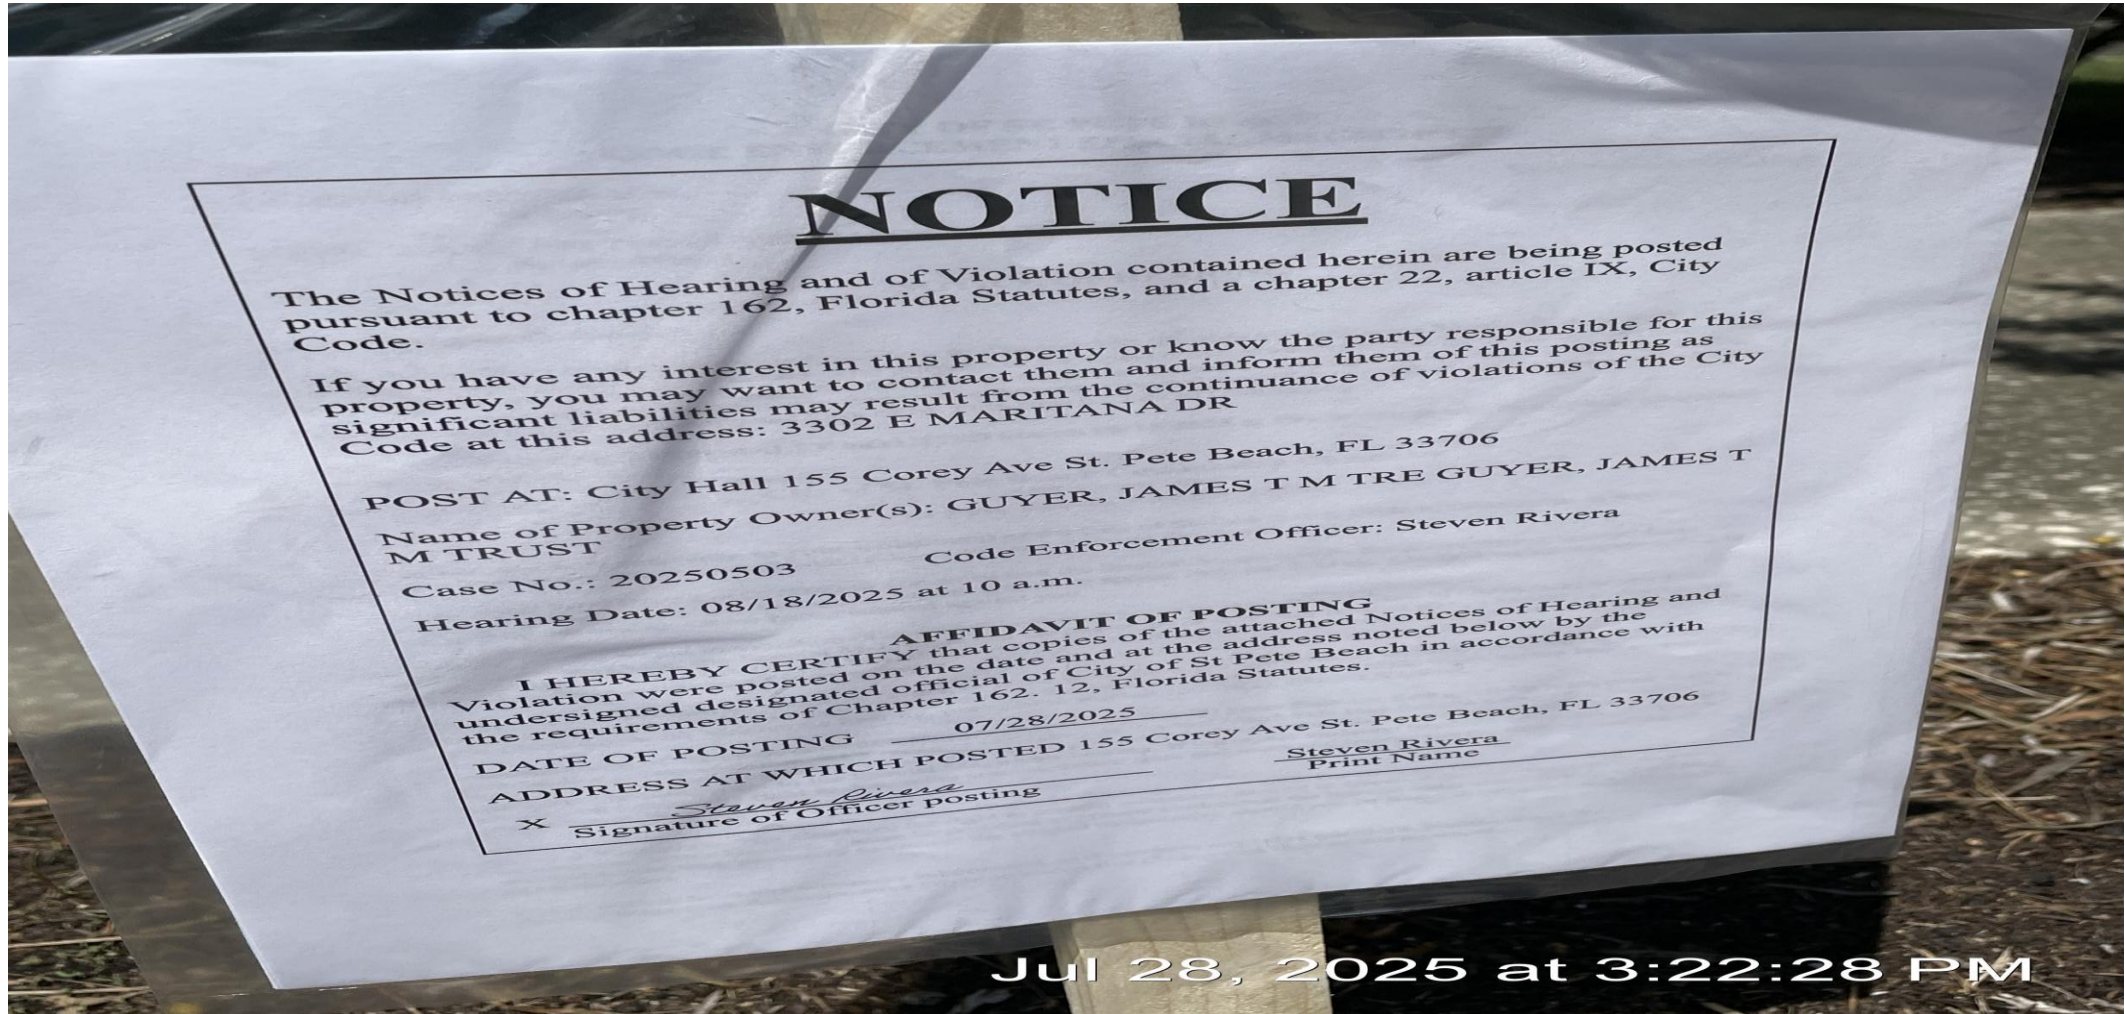 NOTICE
The Notices of Hearing and of Violation contained herein are being posted
pursuant to chapter 162, Florida Statutes, and a chapter 22, article IX, City
Code.
If you have any interest in this property or know the party responsible for this
property, you may want to contact them and inform them of this posting as
significant liabilities may result from the continuance of violations of the City
Code at this address: 3302 E MARITANA DR
POST AT: City Hall 155 Corey Ave St. Pete Beach, FL 33706
Name of Property Owner(s): GUYER, JAMES T M TRE GUYER, JAMES T
M TRUST
Case No.: 20250503 Code Enforcement Officer: Steven Rivera
Hearing Date: 08/18/2025 at 10 a.m.
AFFIDAVIT OF POSTING
I HEREBY CERTIFY that copies of the attached Notices of Hearing and
Violation were posted on the date and at the address noted below by the
undersigned designated official of City of St Pete Beach in accordance with
the requirements of Chapter 162. 12, Florida Statutes.
DATE OF POSTING 07/28/2025
ADDRESS AT WHICH POSTED 155 Corey Ave St. Pete Beach, FL 33706
X Steven Rivera Steven Rivera
Signature of Officer posting Print Name
Jul 28, 2025 at 3:22:28 PM